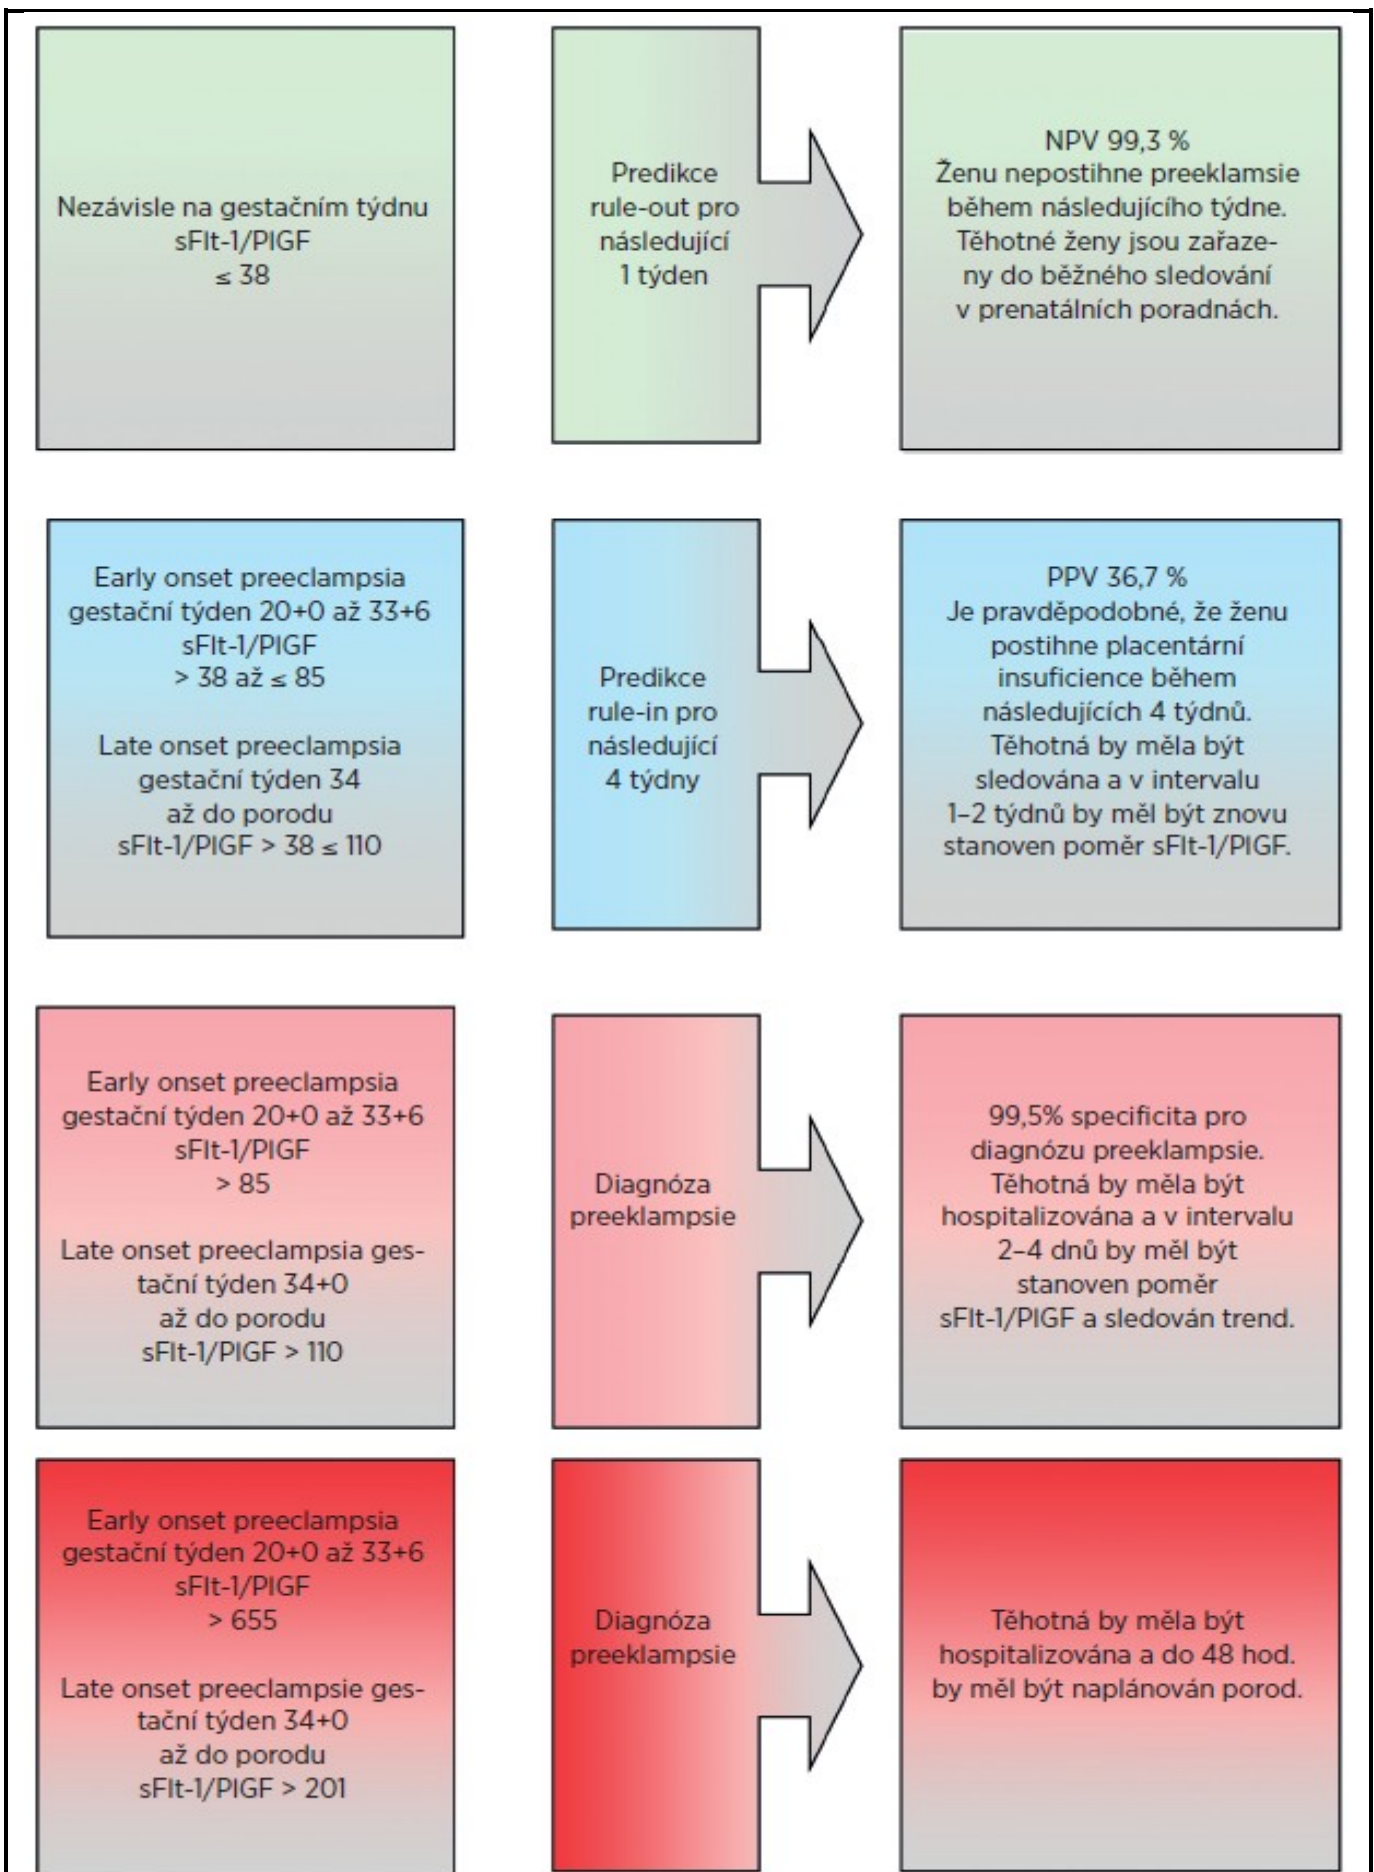 Nezávisle na gestačním týdnu
sFlt-1/PlGF
≤ 38
Predikce
rule-out pro
následující
1 týden
NPV 99,3 %
Ženu nepostihne preeklamsie
během následujícího týdne.
Těhotné ženy jsou zařaze-
ny do běžného sledování
v prenatálních poradnách.
Early onset preeclampsia
gestační týden 20+0 až 33+6
sFlt-1/PlGF
> 38 až ≤ 85
Late onset preeclampsia
gestační týden 34
až do porodu
sFlt-1/PlGF > 38 ≤ 110
Predikce
rule-in pro
následující
4 týdny
PPV 36,7 %
Je pravděpodobné, že ženu
postihne placentární
insuficience během
následujících 4 týdnů.
Těhotná by měla být
sledována a v intervalu
1–2 týdnů by měl být znovu
stanoven poměr sFlt-1/PlGF.
Early onset preeclampsia
gestační týden 20+0 až 33+6
sFlt-1/PlGF
> 85
Late onset preeclampsia ges-
tační týden 34+0
až do porodu
sFlt-1/PlGF > 110
Diagnóza
preeklampsie
99,5% specificita pro
diagnózu preeklampsie.
Těhotná by měla být
hospitalizována a v intervalu
2–4 dnů by měl být
stanoven poměr
sFlt-1/PlGF a sledován trend.
Early onset preeclampsia
gestační týden 20+0 až 33+6
sFlt-1/PlGF
> 655
Late onset preeclampsie ges-
tační týden 34+0
až do porodu
sFlt-1/PlGF > 201
Diagnóza
preeklampsie
Těhotná by měla být
hospitalizována a do 48 hod.
by měl být naplánován porod.